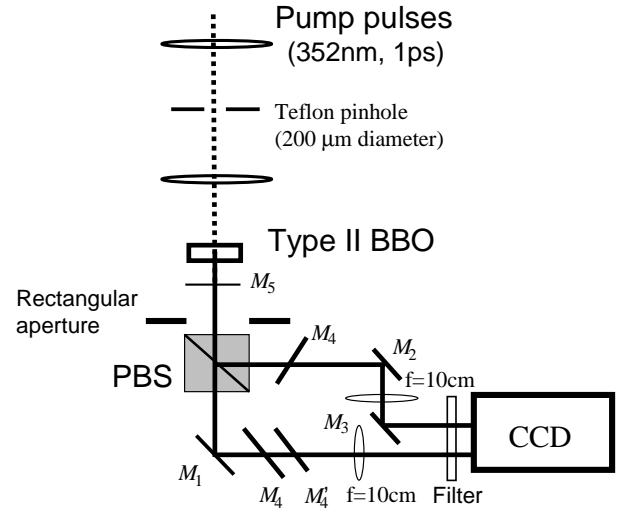 Pump pulses
(352nm, 1ps)
Teflon pinhole
(200 μm diameter)
Type II BBO
M5
Rectangular
aperture
M4
M2
PBS
f=10cm
M3
CCD
M1
M4
M4'
f=10cm
Filter